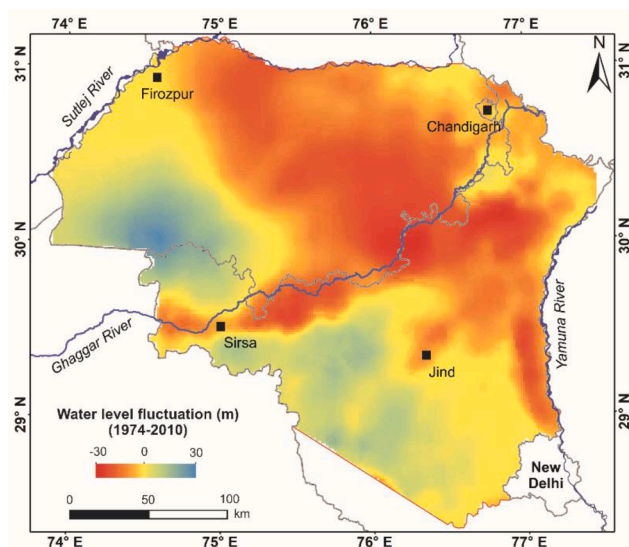 74° E 75° E 76° E 77° E
N
31° N
31° N
Firozpur
Sutlej River
Chandigarh
30° N
30° N
Yamuna River
Ghaggar River
Sirsa
Jind
29° N
29° N
Water level fluctuation (m)
(1974-2010)
-30 0 30
New
Delhi
0 50 100
km
74° E 75° E 76° E 77° E